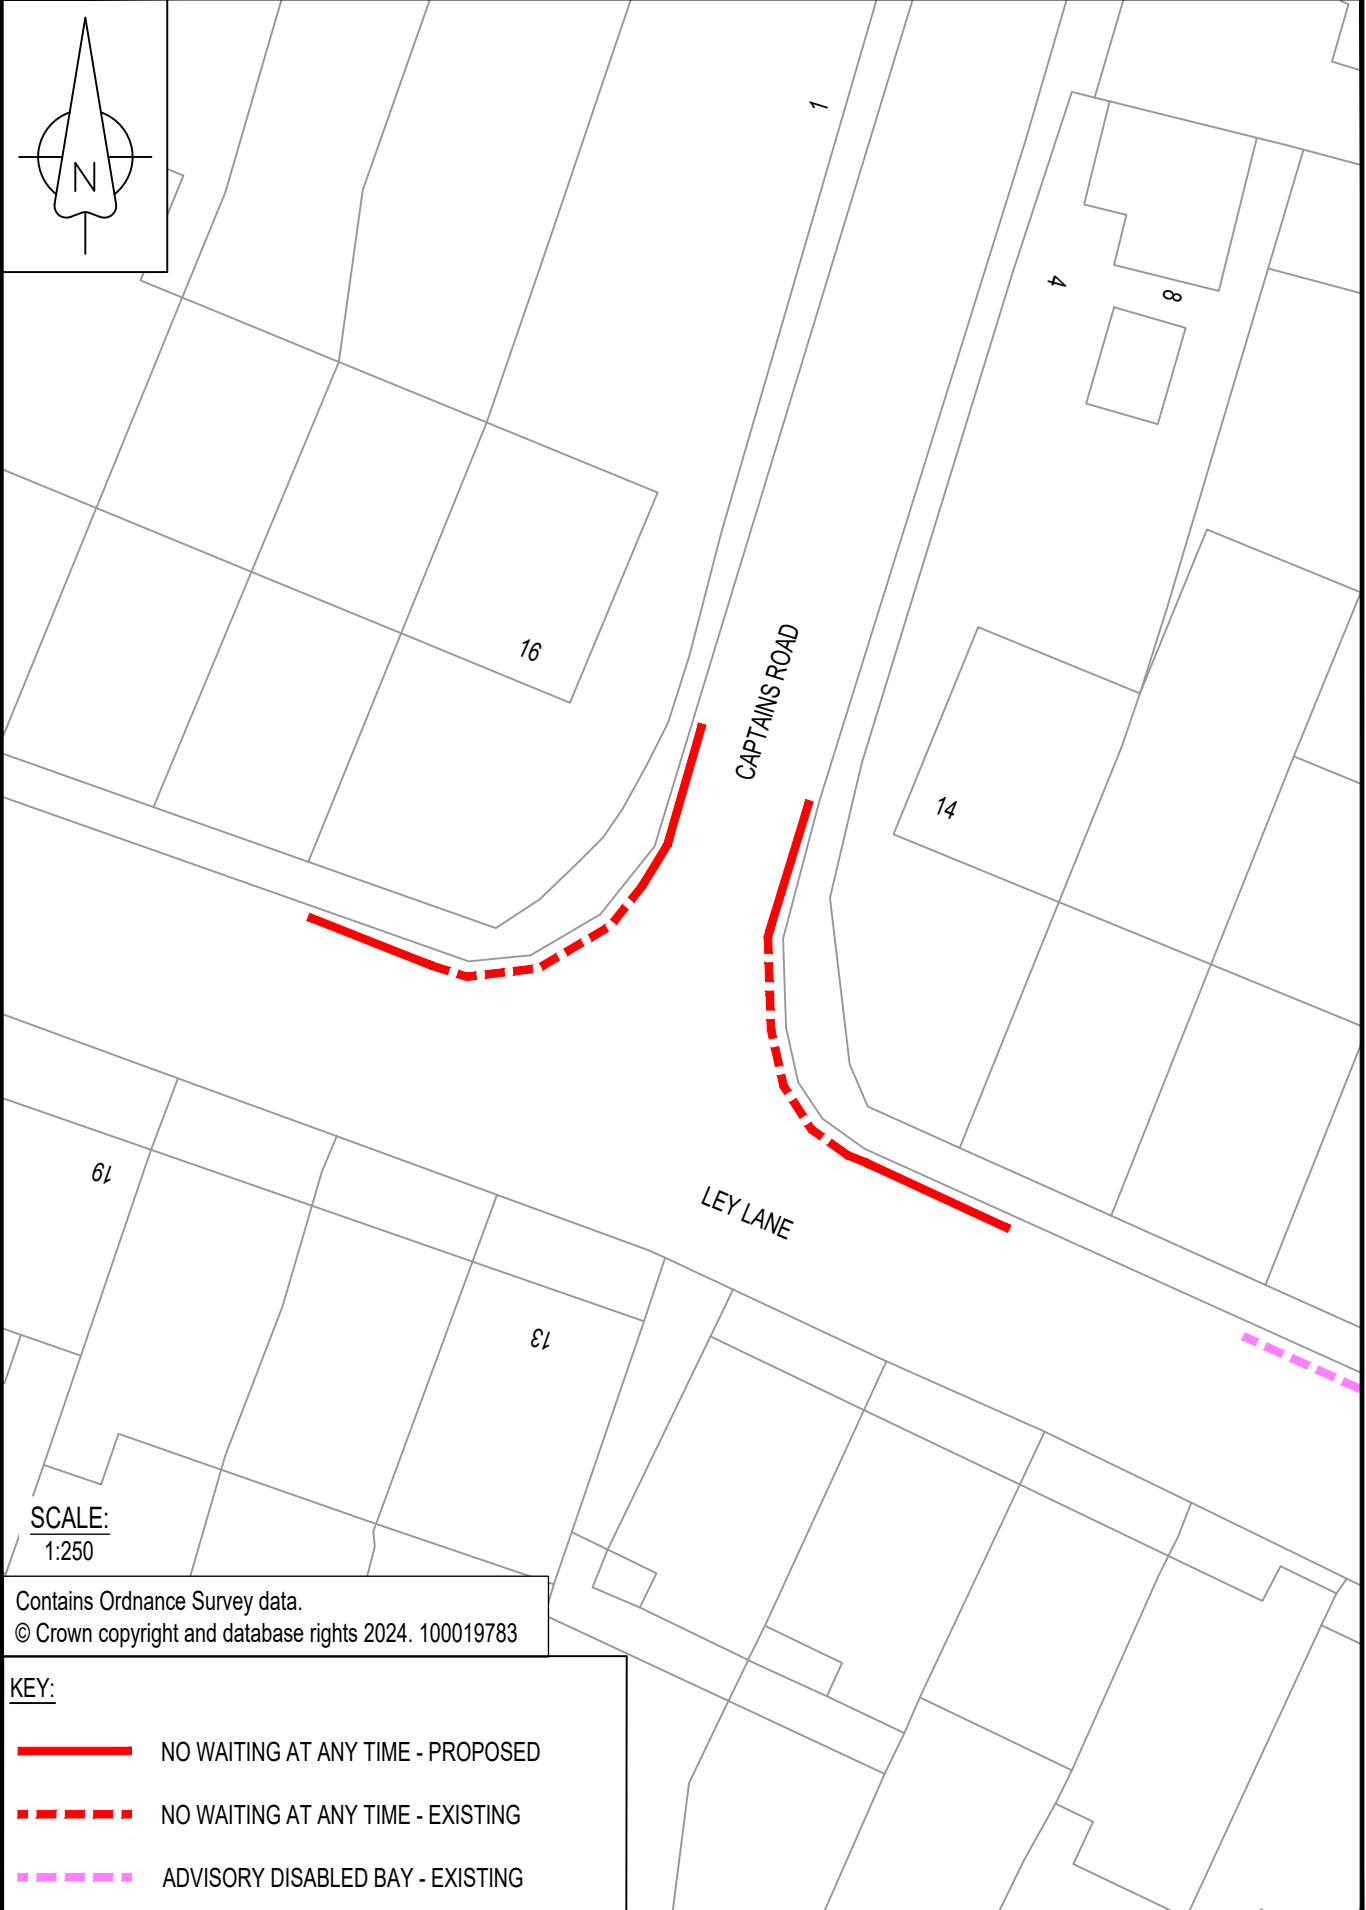 N
1
4
8
16
CAPTAINS ROAD
14
19
LEY LANE
13
SCALE:
1:250
Contains Ordnance Survey data.
© Crown copyright and database rights 2024. 100019783
KEY:
NO WAITING AT ANY TIME - PROPOSED
NO WAITING AT ANY TIME - EXISTING
ADVISORY DISABLED BAY - EXISTING